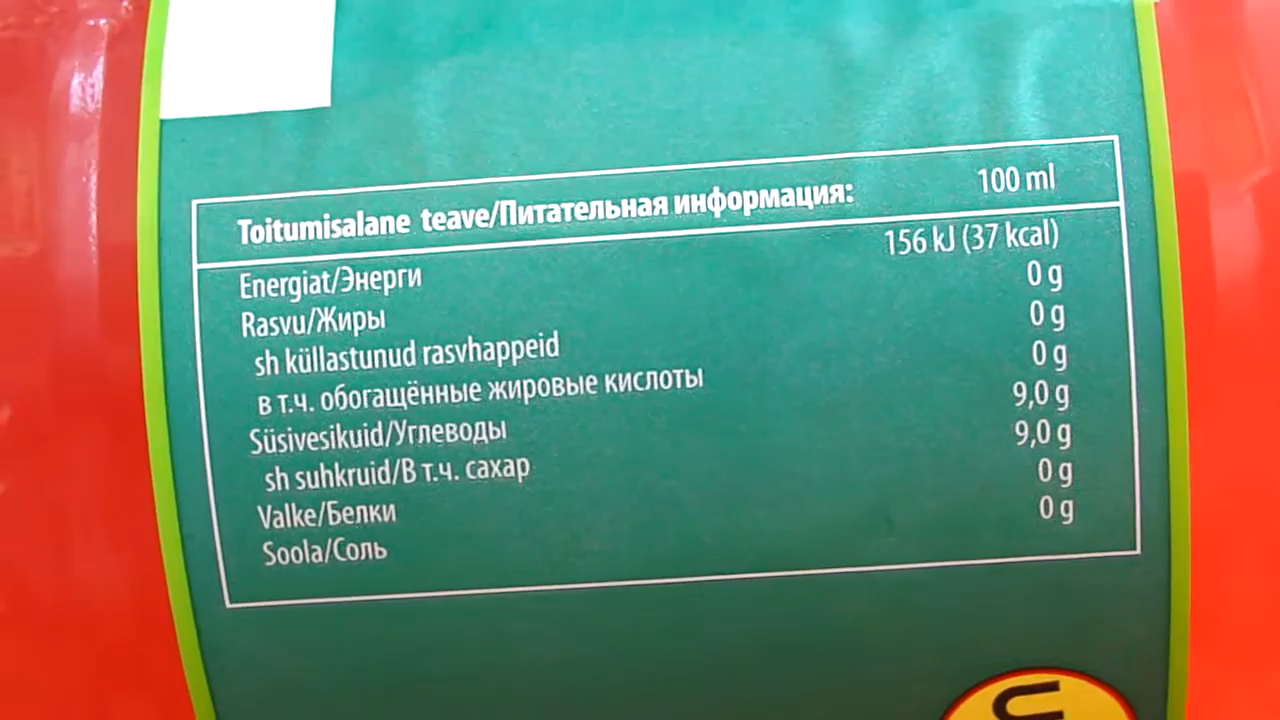 Toitumisalane teave/Питательная информация: 100 ml
Energiat/Энерги 156 kJ (37 kcal)
Rasvu/Жиры 0 g
sh küllastunud rasvhappeid 0 g
в т.ч. обогащённые жировые кислоты 0 g
Süsivesikuid/Углеводы 9,0 g
sh suhkruid/В т.ч. сахар 9,0 g
Valke/Белки 0 g
Soola/Соль 0 g